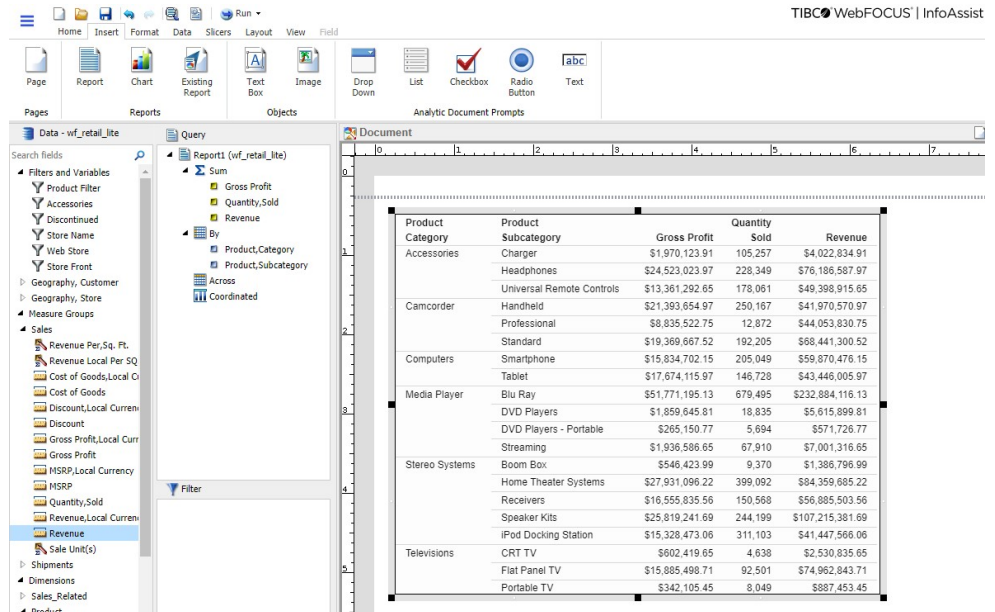 Run
TIBCO WebFOCUS | InfoAssist
Home Insert Format Data Slicers Layout View Field
Page Report Chart Existing Report Text Box Image Drop Down List Checkbox Radio Button abc Text
Pages Reports Objects Analytic Document Prompts
Data - wf_retail_lite
Search fields
Filters and Variables
Product Filter
Accessories
Discontinued
Store Name
Web Store
Store Front
Geography, Customer
Geography, Store
Measure Groups
Sales
Revenue Per,Sq. Ft.
Revenue Local Per SQ
Cost of Goods,Local Cu
Cost of Goods
Discount,Local Curren
Discount
Gross Profit,Local Curr
Gross Profit
MSRP,Local Currency
MSRP
Quantity,Sold
Revenue,Local Curren
Revenue
Sale Unit(s)
Shipments
Dimensions
Sales_Related
Product
Query
Report1 (wf_retail_lite)
Sum
Gross Profit
Quantity,Sold
Revenue
By
Product,Category
Product,Subcategory
Across
Coordinated
Filter
Document
0 1 2 3 4 5 6 7
0
1
2
3
4
5
Product Product Quantity
Category Subcategory Gross Profit Sold Revenue
Accessories Charger $1,970,123.91 105,257 $4,022,834.91
Headphones $24,523,023.97 228,349 $76,186,587.97
Universal Remote Controls $13,361,292.65 178,061 $49,398,915.65
Camcorder Handheld $21,393,654.97 250,167 $41,970,570.97
Professional $8,835,522.75 12,872 $44,053,830.75
Standard $19,369,667.52 192,205 $68,441,300.52
Computers Smartphone $15,834,702.15 205,049 $59,870,476.15
Tablet $17,674,115.97 146,728 $43,446,005.97
Media Player Blu Ray $51,771,195.13 679,495 $232,884,116.13
DVD Players $1,859,645.81 18,835 $5,615,899.81
DVD Players - Portable $265,150.77 5,694 $571,726.77
Streaming $1,936,586.65 67,910 $7,001,316.65
Stereo Systems Boom Box $546,423.99 9,370 $1,386,796.99
Home Theater Systems $27,931,096.22 399,092 $84,359,685.22
Receivers $16,555,835.56 150,568 $56,885,503.56
Speaker Kits $25,819,241.69 244,199 $107,215,381.69
iPod Docking Station $15,328,473.06 311,103 $41,447,566.06
Televisions CRT TV $602,419.65 4,638 $2,530,835.65
Flat Panel TV $15,885,498.71 92,501 $74,962,843.71
Portable TV $342,105.45 8,049 $887,453.45